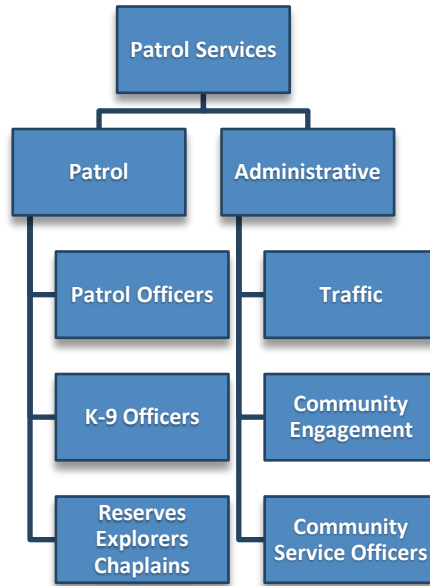 Patrol Services
Patrol
Administrative
Patrol Officers
Traffic
K-9 Officers
Community
Engagement
Reserves
Explorers
Chaplains
Community
Service Officers